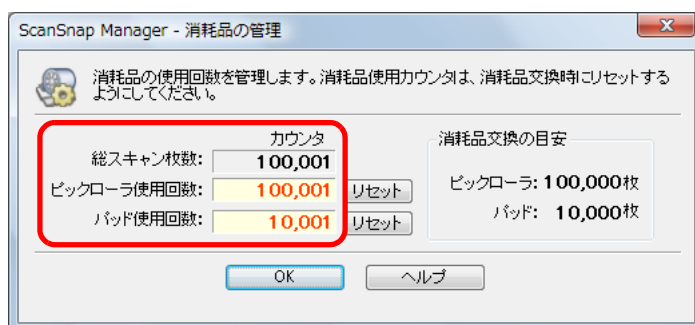 ScanSnap Manager - 消耗品の管理
消耗品の使用回数を管理します。消耗品使用カウンタは、消耗品交換時にリセットする
ようにしてください。
カウンタ
総スキャン枚数: 100,001
ピックローラ使用回数: 100,001 リセット
パッド使用回数: 10,001 リセット
消耗品交換の目安
ピックローラ: 100,000枚
パッド: 10,000枚
OK ヘルプ